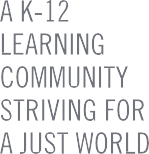 A K-12
LEARNING
COMMUNITY
STRIVING FOR
A JUST WORLD